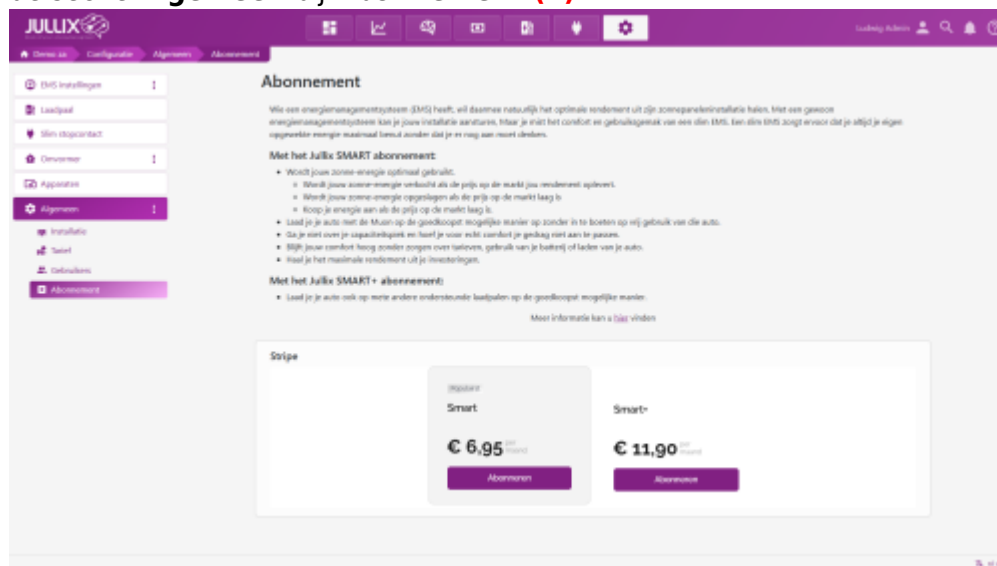 JULLIX
Ludwig Admin
Demo 2a Configuratie Algemeen Abonnement
EMS Instellingen
Laadpaal
Slim stopcontact
Omvormer
Apparaten
Algemeen
Installatie
Tarief
Gebruikers
Abonnement
Abonnement
Wie een energiemanagementsysteem (EMS) heeft, wil daarmee natuurlijk het optimale rendement uit zijn zonnepaneleninstallatie halen. Met een gewoon
energiemanagementsysteem kan je jouw installatie aansturen, Maar je mist het comfort en gebruiksgemak van een slim EMS. Een slim EMS zorgt ervoor dat je altijd je eigen
opgewekte energie maximaal benut zonder dat je er nog aan moet denken.
Met het Jullix SMART abonnement:
Wordt jouw zonne-energie optimaal gebruikt.
Wordt jouw zonne-energie verkocht als de prijs op de markt jou rendement oplevert.
Wordt jouw zonne-energie opgeslagen als de prijs op de markt laag is
Koop je energie aan als de prijs op de markt laag is.
Laad je je auto met de Muon op de goedkoopst mogelijke manier op zonder in te boeten op vrij gebruik van die auto.
Ga je niet over je capaciteitspiek en hoef je voor echt comfort je gedrag niet aan te passen.
Blijft jouw comfort hoog zonder zorgen over tarieven, gebruik van je batterij of laden van je auto.
Haal je het maximale rendement uit je investeringen.
Met het Jullix SMART+ abonnement:
Laad je je auto ook op mete andere ondersteunde laadpalen op de goedkoopst mogelijke manier.
Meer informatie kan u hier vinden
Stripe
Populairst
Smart
Smart+
€ 6,95 per maand
€ 11,90 per maand
Abonneren
Abonneren